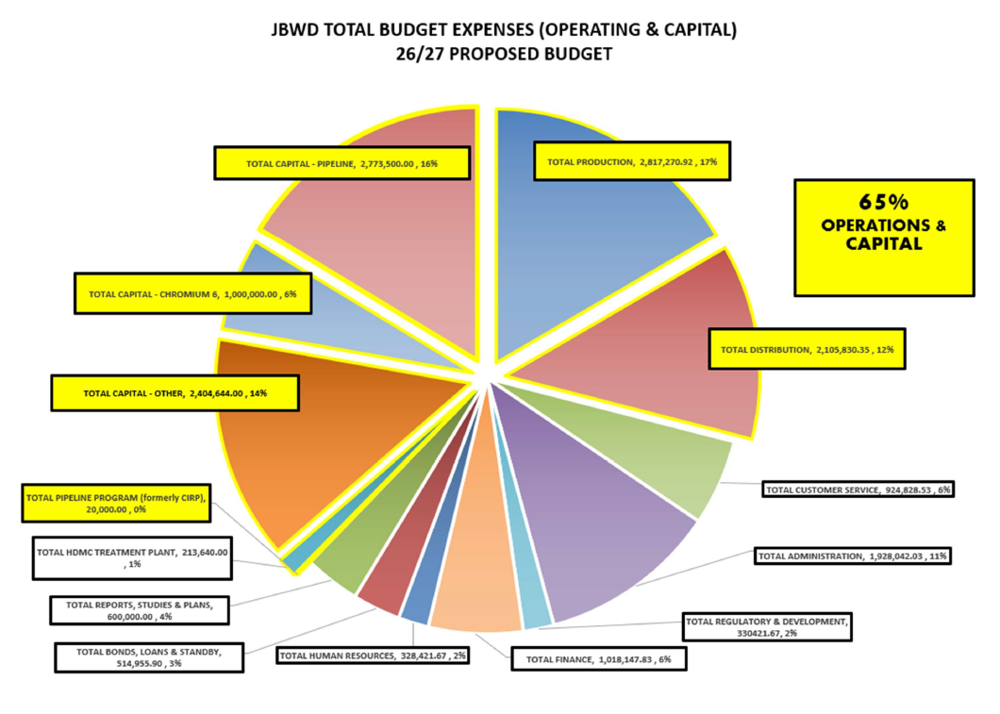 JBWD TOTAL BUDGET EXPENSES (OPERATING & CAPITAL)
26/27 PROPOSED BUDGET
TOTAL CAPITAL - PIPELINE, 2,773,500.00 , 16%
TOTAL PRODUCTION, 2,817,270.92 , 17%
65%
OPERATIONS &
CAPITAL
TOTAL CAPITAL - CHROMIUM 6, 1,000,000.00 , 6%
TOTAL DISTRIBUTION, 2,105,830.35 , 12%
TOTAL CAPITAL - OTHER, 2,404,644.00 , 14%
TOTAL PIPELINE PROGRAM (formerly CIRP),
20,000.00 , 0%
TOTAL CUSTOMER SERVICE, 924,828.53 , 6%
TOTAL HDMC TREATMENT PLANT, 213,640.00
, 1%
TOTAL ADMINISTRATION, 1,928,042.03 , 11%
TOTAL REPORTS, STUDIES & PLANS,
600,000.00 , 4%
TOTAL REGULATORY & DEVELOPMENT,
330421.67, 2%
TOTAL BONDS, LOANS & STANDBY,
514,955.90 , 3%
TOTAL HUMAN RESOURCES, 328,421.67 , 2%
TOTAL FINANCE, 1,018,147.83 , 6%